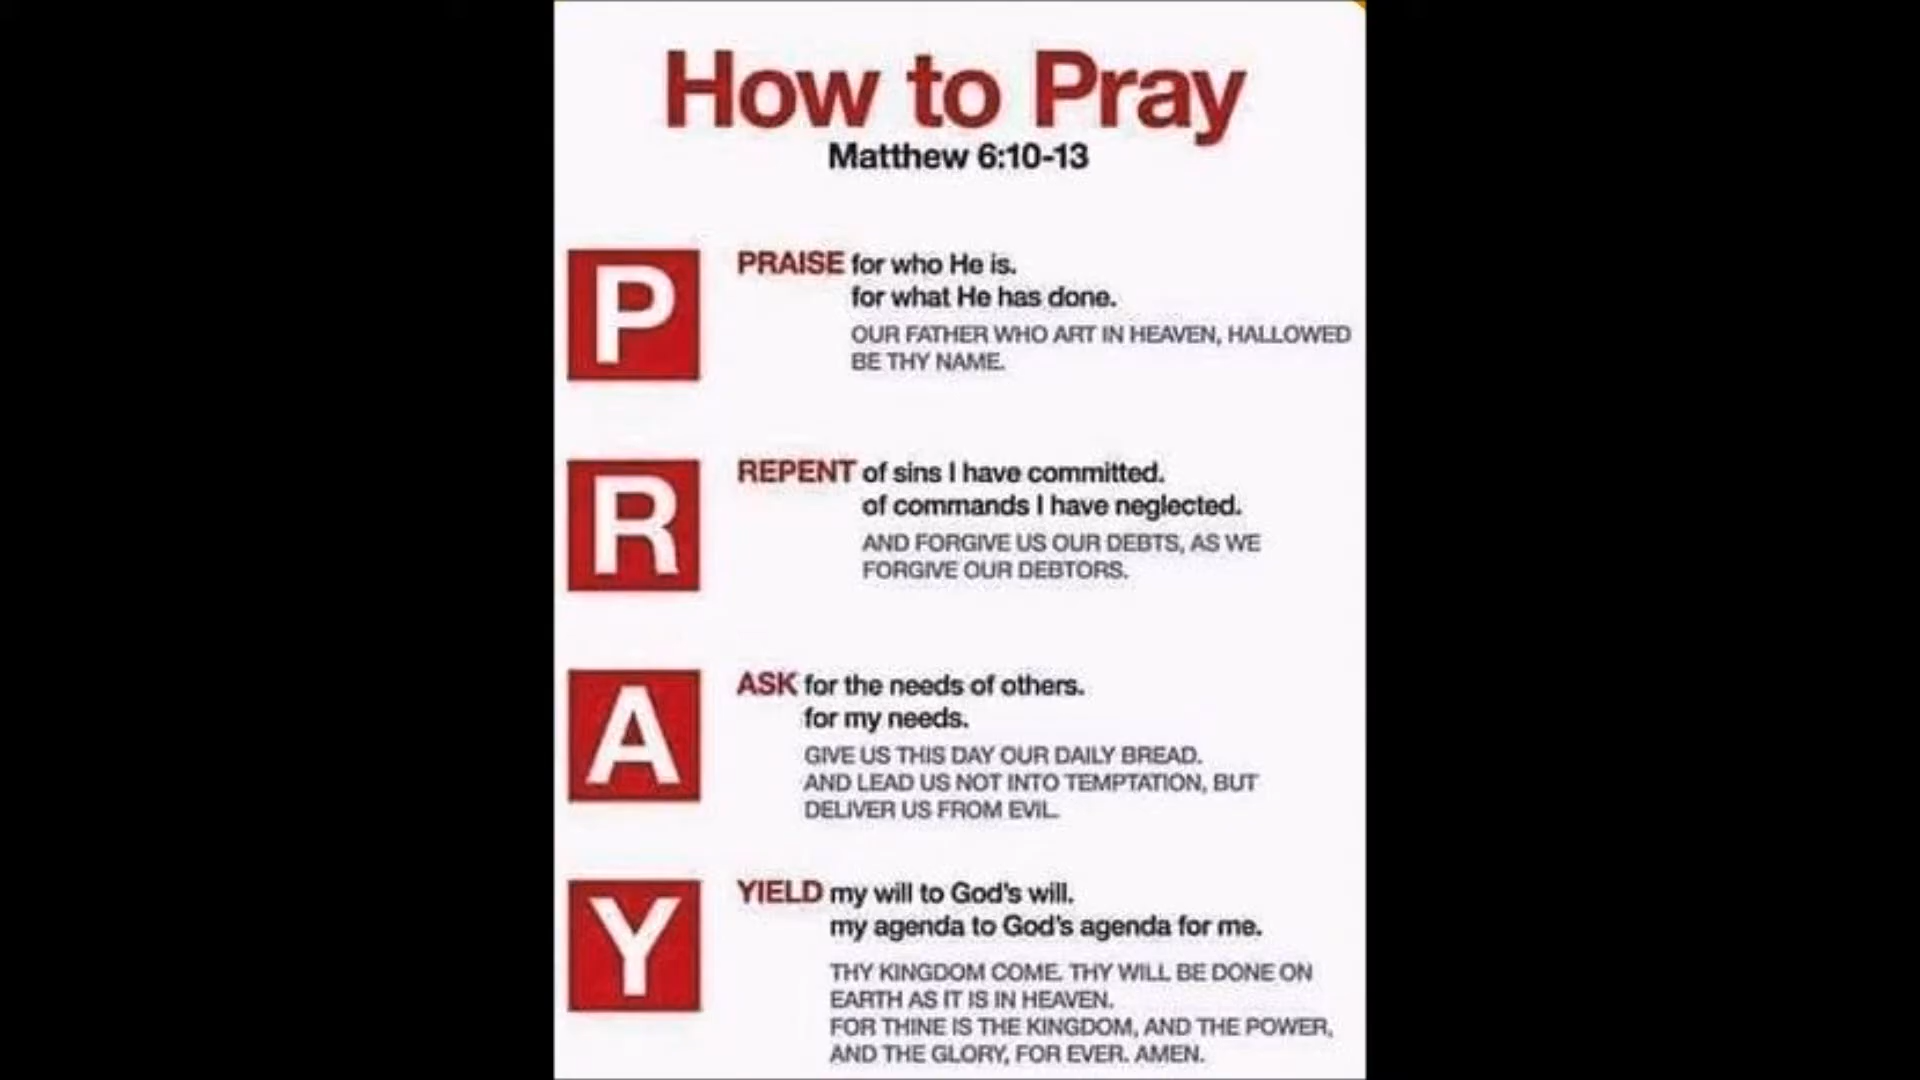 How to Pray
Matthew 6:10-13
P
PRAISE for who He is.
for what He has done.
OUR FATHER WHO ART IN HEAVEN, HALLOWED
BE THY NAME.
R
REPENT of sins I have committed.
of commands I have neglected.
AND FORGIVE US OUR DEBTS, AS WE
FORGIVE OUR DEBTORS.
A
ASK for the needs of others.
for my needs.
GIVE US THIS DAY OUR DAILY BREAD.
AND LEAD US NOT INTO TEMPTATION, BUT
DELIVER US FROM EVIL.
Y
YIELD my will to God's will.
my agenda to God's agenda for me.
THY KINGDOM COME. THY WILL BE DONE ON
EARTH AS IT IS IN HEAVEN.
FOR THINE IS THE KINGDOM, AND THE POWER,
AND THE GLORY, FOR EVER. AMEN.